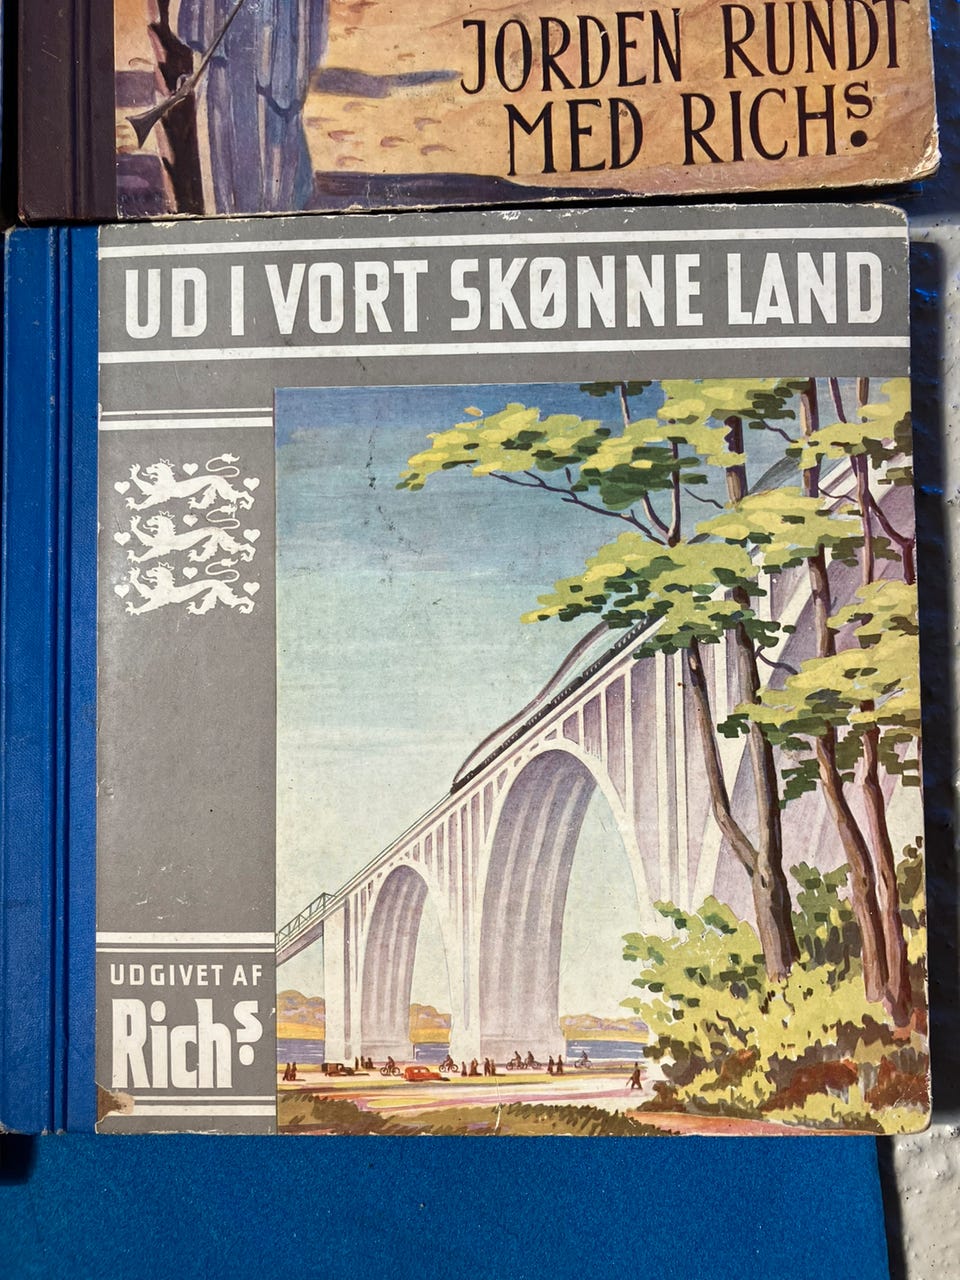 JORDEN RUNDT
MED RICHs.
UD I VORT SKØNNE LAND
UDGIVET AF
Richs.